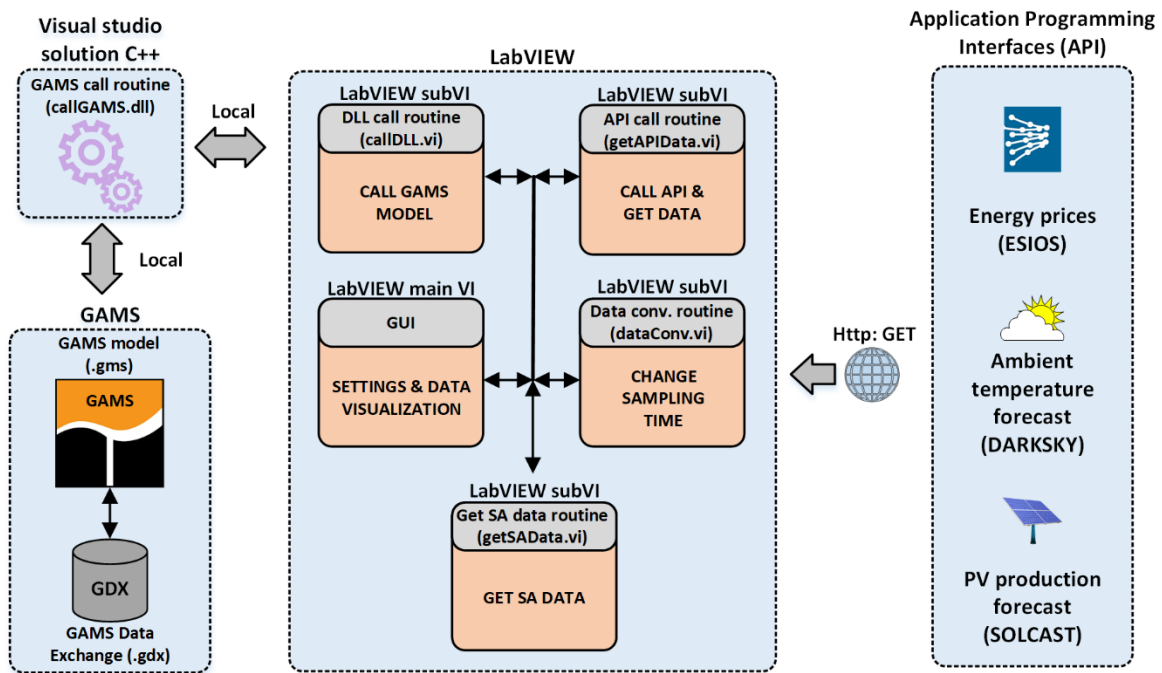 Visual studio
solution C++
GAMS call routine
(callGAMS.dll)
Local
Local
GAMS
GAMS model
(.gms)
GAMS
GDX
GAMS Data
Exchange (.gdx)
LabVIEW
LabVIEW subVI
DLL call routine
(callDLL.vi)
CALL GAMS
MODEL
LabVIEW subVI
API call routine
(getAPIData.vi)
CALL API &
GET DATA
LabVIEW main VI
GUI
SETTINGS & DATA
VISUALIZATION
LabVIEW subVI
Data conv. routine
(dataConv.vi)
CHANGE
SAMPLING
TIME
LabVIEW subVI
Get SA data routine
(getSAData.vi)
GET SA DATA
Http: GET
Application Programming
Interfaces (API)
Energy prices
(ESIOS)
Ambient
temperature
forecast
(DARKSKY)
PV production
forecast
(SOLCAST)